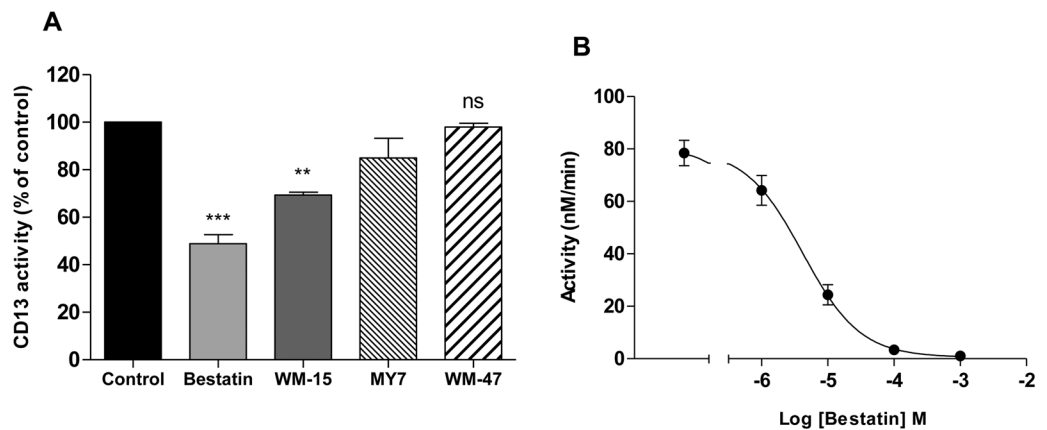 A
CD13 activity (% of control)
120
100
80
60
40
20
0
***
**
ns
Control Bestatin WM-15 MY7 WM-47
B
Activity (nM/min)
100
80
60
40
20
0
-6 -5 -4 -3 -2
Log [Bestatin] M